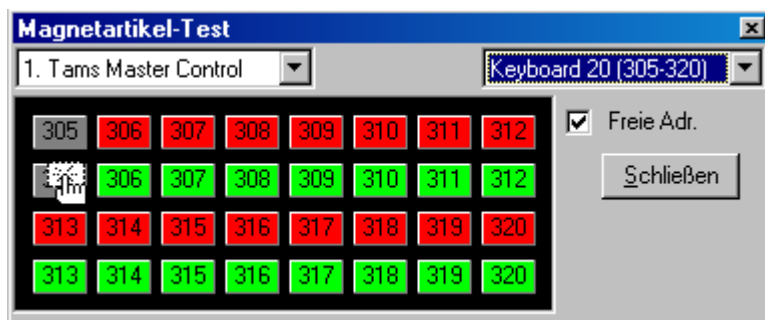 Magnetartikel-Test
1. Tams Master Control Keyboard 20 (305-320)
305 306 307 308 309 310 311 312 Freie Adr.
306 307 308 309 310 311 312 Schließen
313 314 315 316 317 318 319 320
313 314 315 316 317 318 319 320